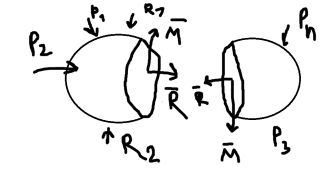 P₁ R₁ M̅ Pn
P₂
R̅ R̅
R₂ M̅ P₃